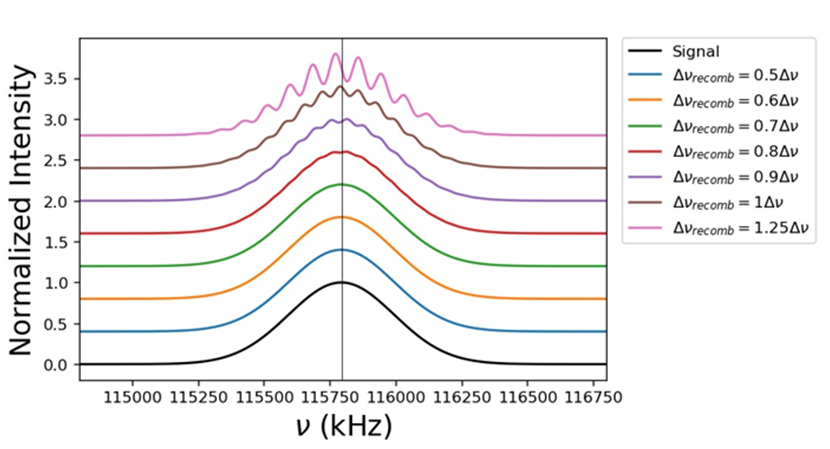 Normalized Intensity
3.5
3.0
2.5
2.0
1.5
1.0
0.5
0.0
115000 115250 115500 115750 116000 116250 116500 116750
ν (kHz)
Signal
Δν_recomb = 0.5Δν
Δν_recomb = 0.6Δν
Δν_recomb = 0.7Δν
Δν_recomb = 0.8Δν
Δν_recomb = 0.9Δν
Δν_recomb = 1Δν
Δν_recomb = 1.25Δν